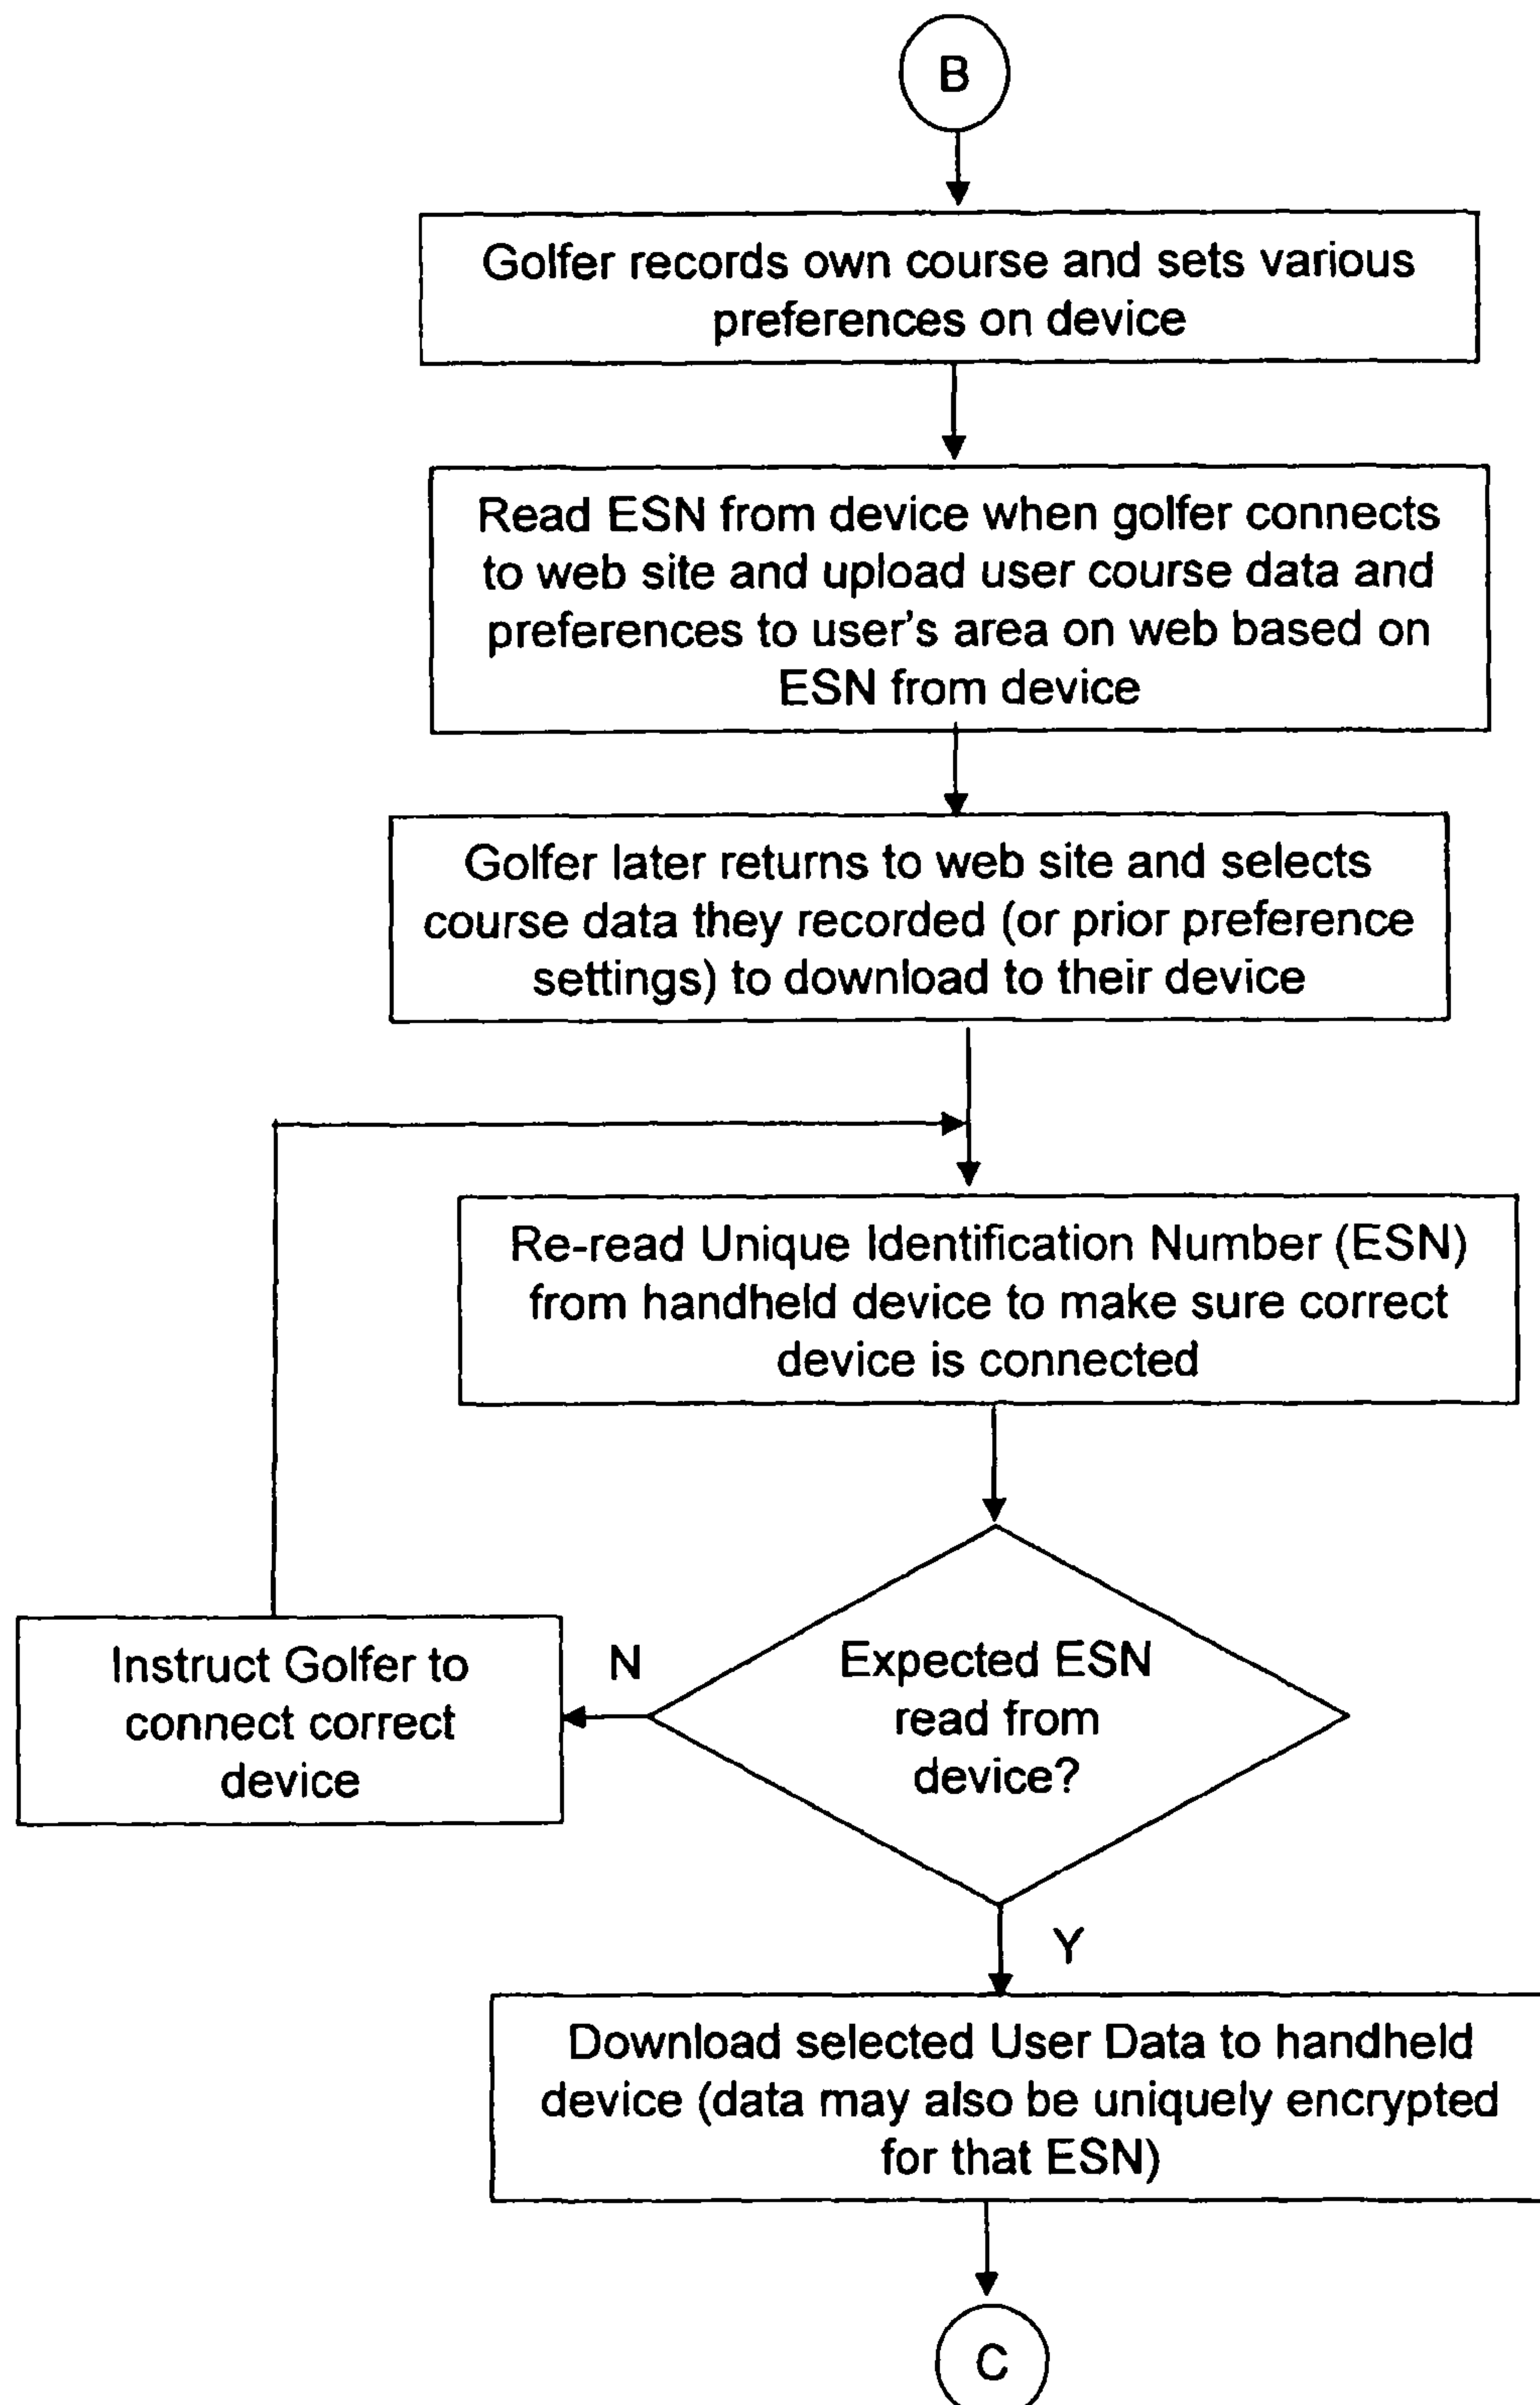 B
Golfer records own course and sets various
preferences on device
Read ESN from device when golfer connects
to web site and upload user course data and
preferences to user's area on web based on
ESN from device
Golfer later returns to web site and selects
course data they recorded (or prior preference
settings) to download to their device
Re-read Unique Identification Number (ESN)
from handheld device to make sure correct
device is connected
Expected ESN
read from
device?
N
Instruct Golfer to
connect correct
device
Y
Download selected User Data to handheld
device (data may also be uniquely encrypted
for that ESN)
C